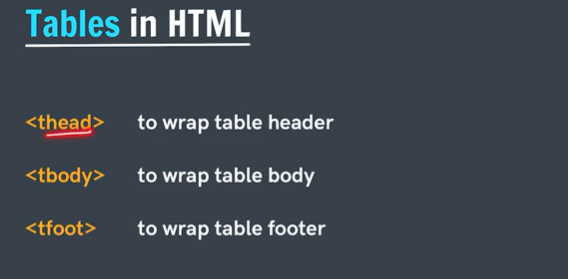 Tables in HTML
<thead> to wrap table header
<tbody> to wrap table body
<tfoot> to wrap table footer